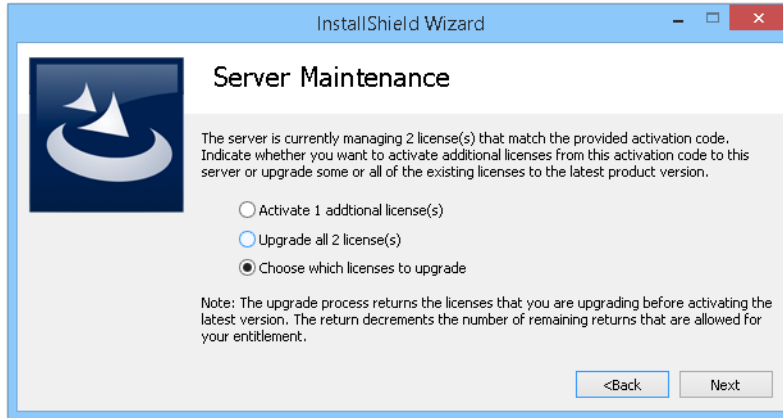 InstallShield Wizard
Server Maintenance
The server is currently managing 2 license(s) that match the provided activation code.
Indicate whether you want to activate additional licenses from this activation code to this
server or upgrade some or all of the existing licenses to the latest product version.
Activate 1 addtional license(s)
Upgrade all 2 license(s)
Choose which licenses to upgrade
Note: The upgrade process returns the licenses that you are upgrading before activating the
latest version. The return decrements the number of remaining returns that are allowed for
your entitlement.
<Back Next